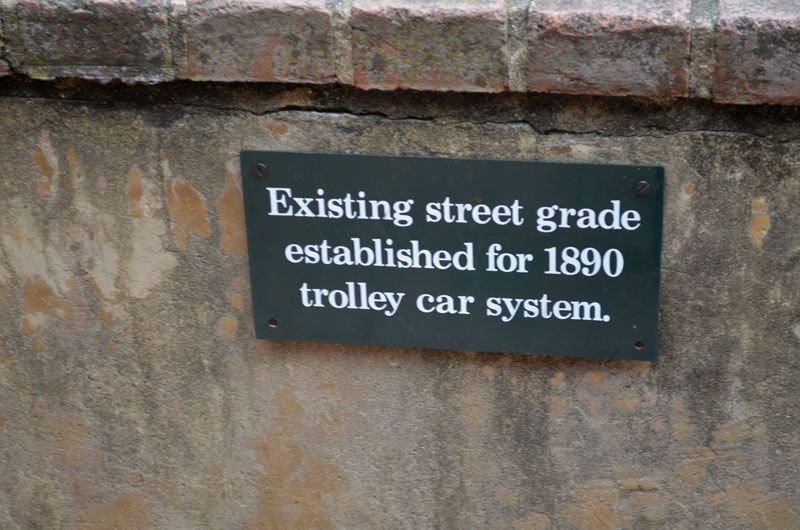 Existing street grade
established for 1890
trolley car system.